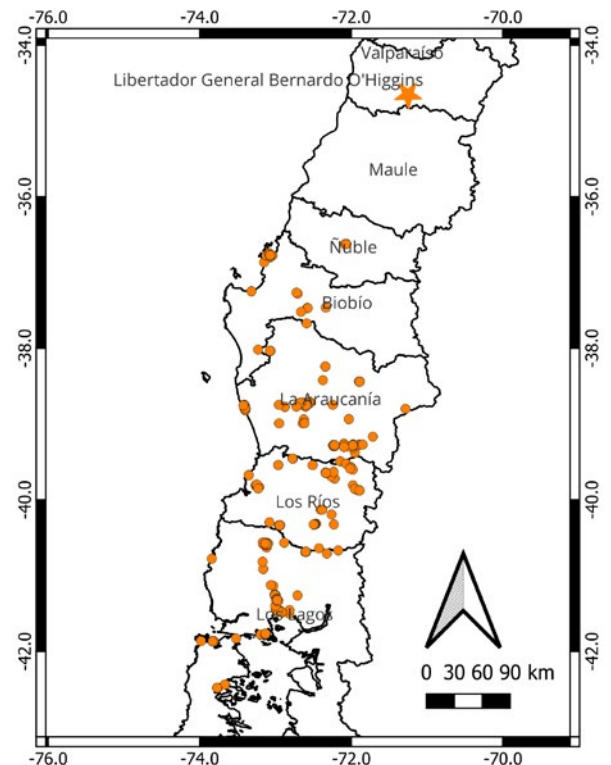 -76.0 -74.0 -72.0 -70.0
-34.0 -34.0
Valparaíso
Libertador General Bernardo O'Higgins
Maule
-36.0 -36.0
Ñuble
Biobío
-38.0 -38.0
La Araucanía
-40.0 -40.0
Los Ríos
Los Lagos
-42.0 -42.0
0 30 60 90 km
-76.0 -74.0 -72.0 -70.0